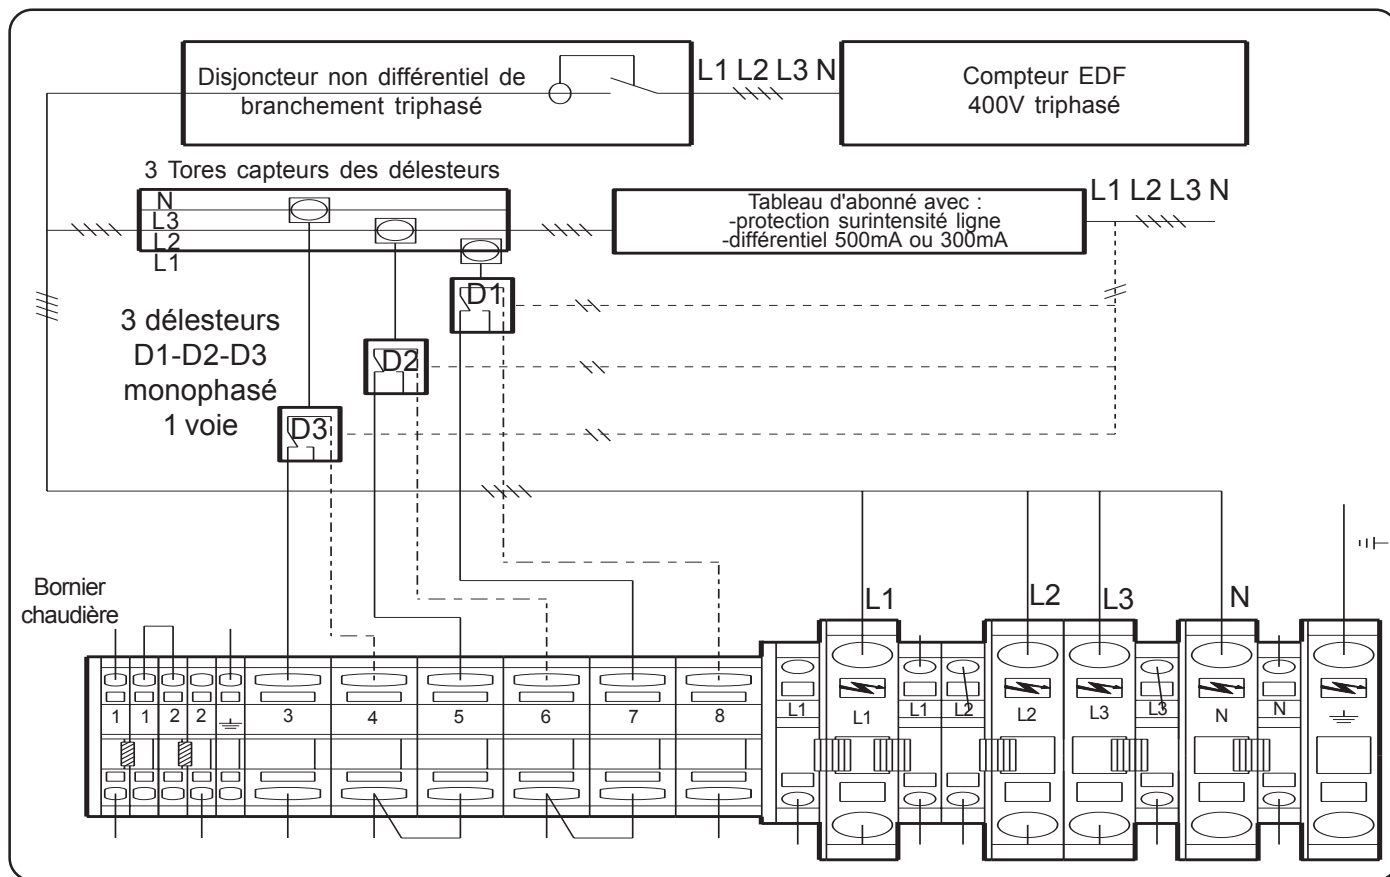 Disjoncteur non différentiel de
branchement triphasé
L1 L2 L3 N
Compteur EDF
400V triphasé
3 Tores capteurs des délesteurs
N
L3
L2
L1
Tableau d'abonné avec :
-protection surintensité ligne
-différentiel 500mA ou 300mA
L1 L2 L3 N
3 délesteurs
D1-D2-D3
monophasé
1 voie
D1
D2
D3
Bornier
chaudière
L1
L2
L3
N
1 1 2 2 3 4 5 6 7 8
L1 L1 L1 L2 L2 L3 L3 N N